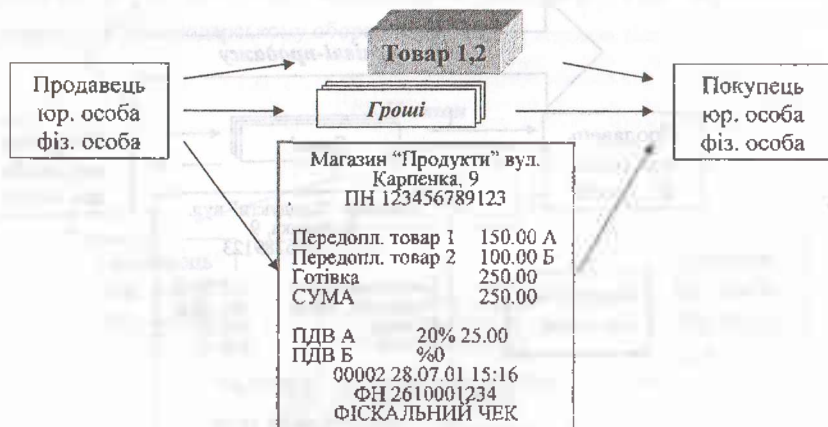 Товар 1,2
Продавець
юр. особа
фіз. особа
Гроші
Покупець
юр. особа
фіз. особа
Магазин “Продукти” вул.
Карпенка, 9
ПН 123456789123
Передопл. товар 1 150.00 А
Передопл. товар 2 100.00 Б
Готівка 250.00
СУМА 250.00
ПДВ А 20% 25.00
ПДВ Б %0
00002 28.07.01 15:16
ФН 2610001234
ФІСКАЛЬНИЙ ЧЕК